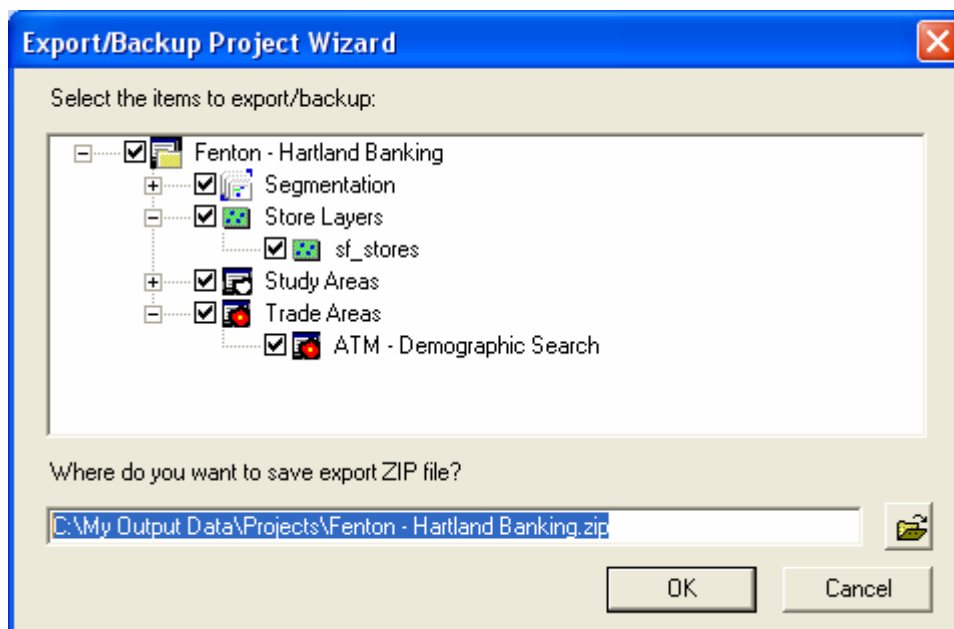 Export/Backup Project Wizard
Select the items to export/backup:
Fenton - Hartland Banking
Segmentation
Store Layers
sf_stores
Study Areas
Trade Areas
ATM - Demographic Search
Where do you want to save export ZIP file?
C:\My Output Data\Projects\Fenton - Hartland Banking.zip
OK Cancel